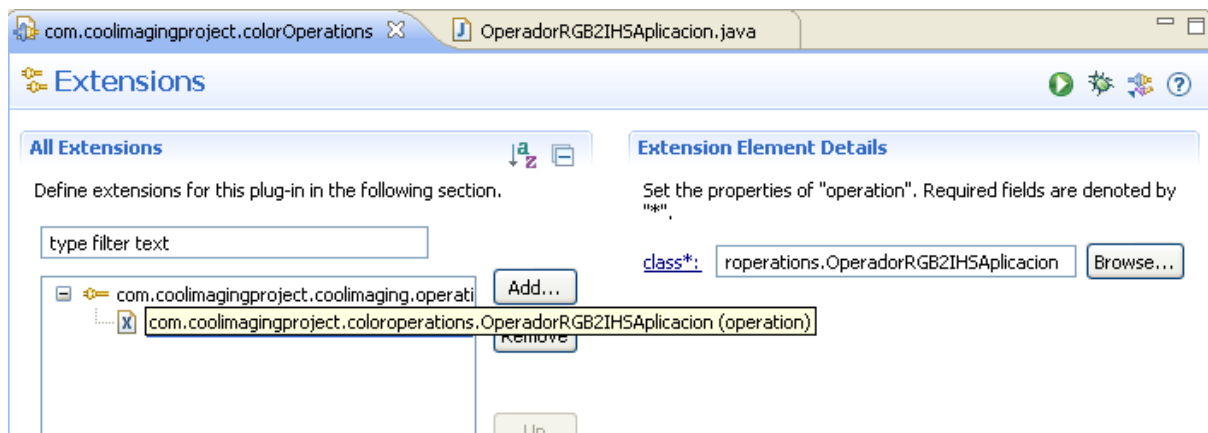 com.coolimagingproject.colorOperations
OperadorRGB2IHSAplicacion.java
Extensions
All Extensions
Define extensions for this plug-in in the following section.
type filter text
com.coolimagingproject.coolimaging.operati
Add...
com.coolimagingproject.coloroperations.OperadorRGB2IHSAplicacion (operation)
Remove
Up
Extension Element Details
Set the properties of "operation". Required fields are denoted by
"*".
class*:
roperations.OperadorRGB2IHSAplicacion
Browse...